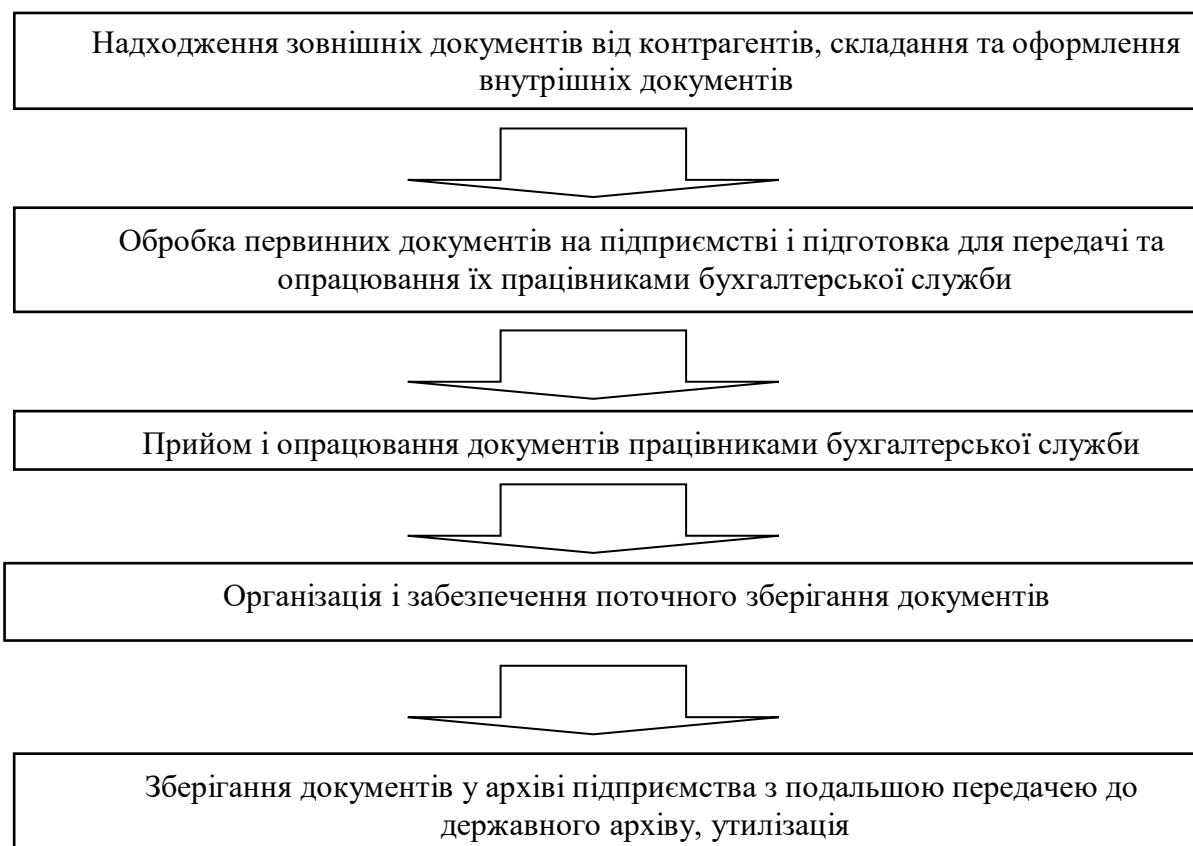 Надходження зовнішніх документів від контрагентів, складання та оформлення
внутрішніх документів
Обробка первинних документів на підприємстві і підготовка для передачі та
опрацювання їх працівниками бухгалтерської служби
Прийом і опрацювання документів працівниками бухгалтерської служби
Організація і забезпечення поточного зберігання документів
Зберігання документів у архіві підприємства з подальшою передачею до
державного архіву, утилізація